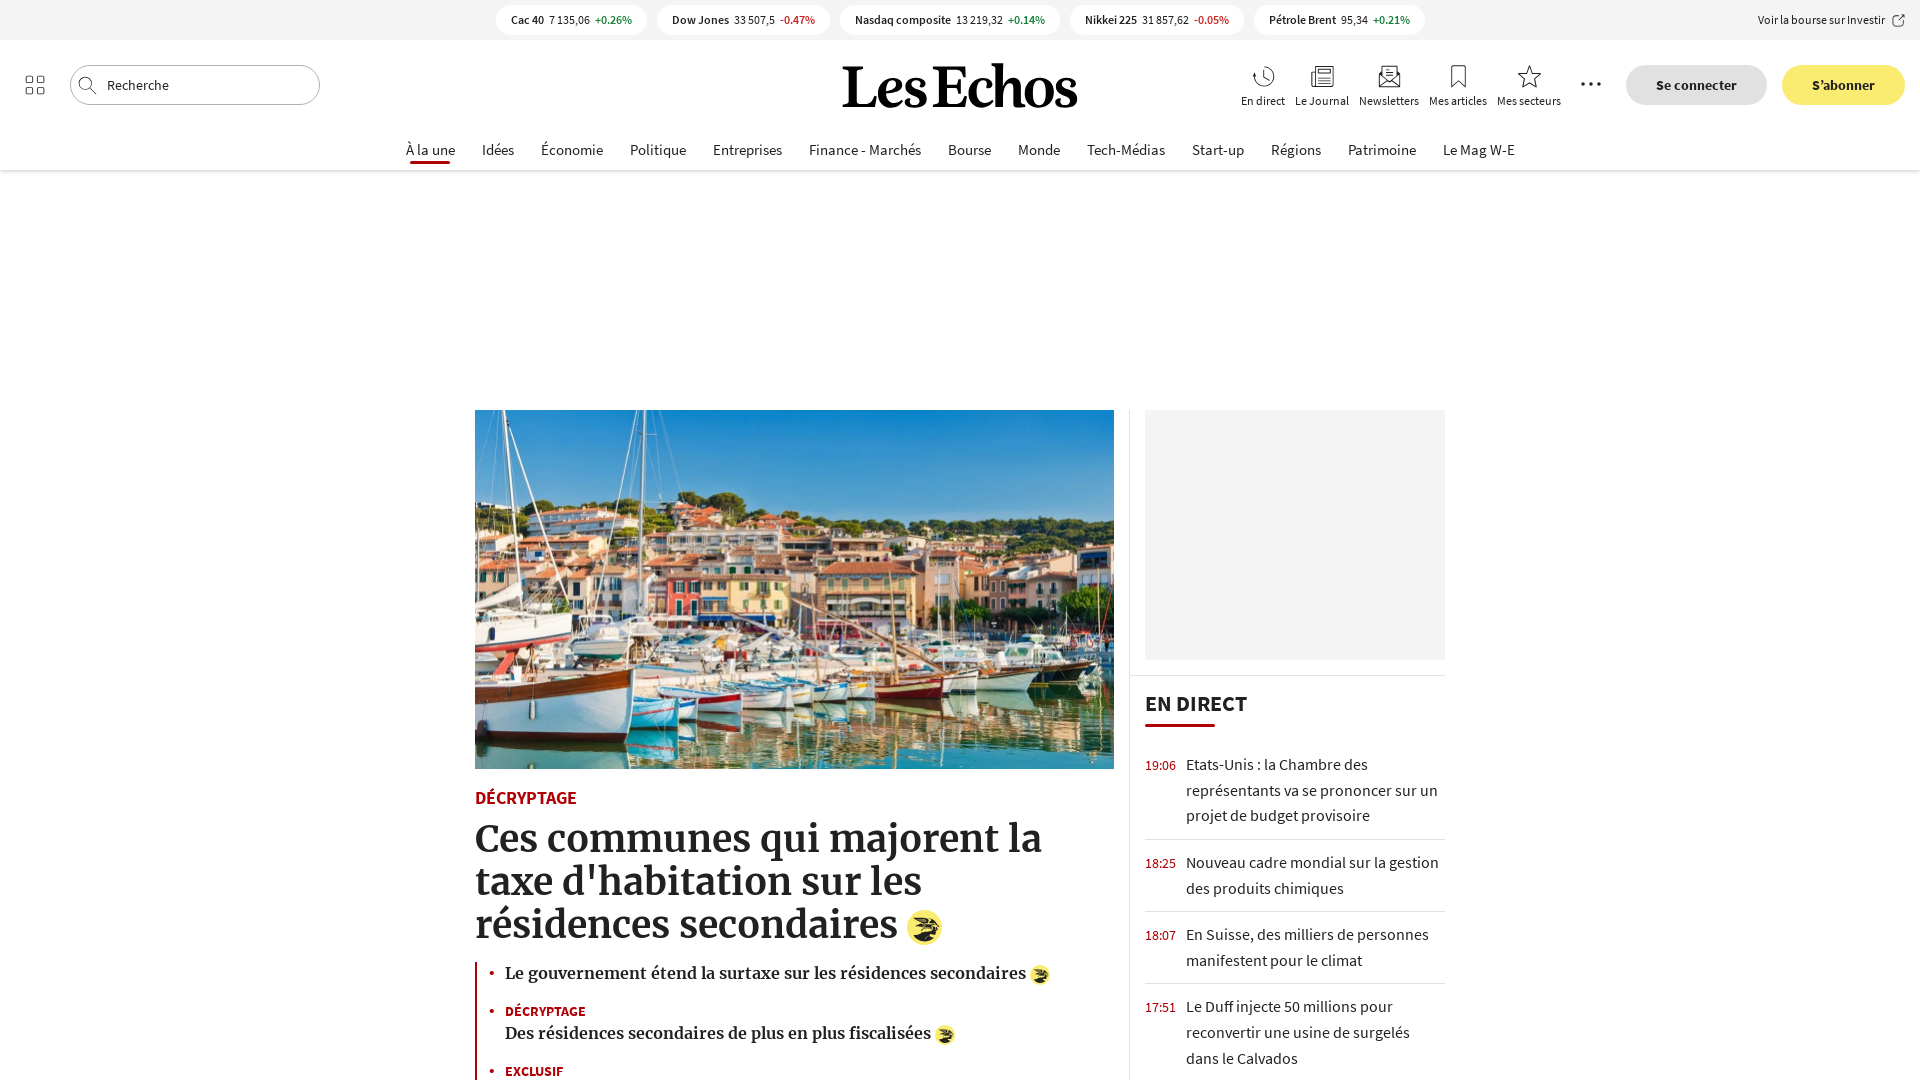 Cac 40 7 135,06 +0.26% Dow Jones 33 507,5 -0.47% Nasdaq composite 13 219,32 +0.14% Nikkei 225 31 857,62 -0.05% Pétrole Brent 95,34 +0.21% Voir la bourse sur Investir
Recherche
Les Echos
En direct Le Journal Newsletters Mes articles Mes secteurs
Se connecter
S’abonner
À la une Idées Économie Politique Entreprises Finance - Marchés Bourse Monde Tech-Médias Start-up Régions Patrimoine Le Mag W-E
DÉCRYPTAGE
Ces communes qui majorent la
taxe d'habitation sur les
résidences secondaires
• Le gouvernement étend la surtaxe sur les résidences secondaires
• DÉCRYPTAGE
Des résidences secondaires de plus en plus fiscalisées
• EXCLUSIF
EN DIRECT
19:06 Etats-Unis : la Chambre des
représentants va se prononcer sur un
projet de budget provisoire
18:25 Nouveau cadre mondial sur la gestion
des produits chimiques
18:07 En Suisse, des milliers de personnes
manifestent pour le climat
17:51 Le Duff injecte 50 millions pour
reconvertir une usine de surgelés
dans le Calvados